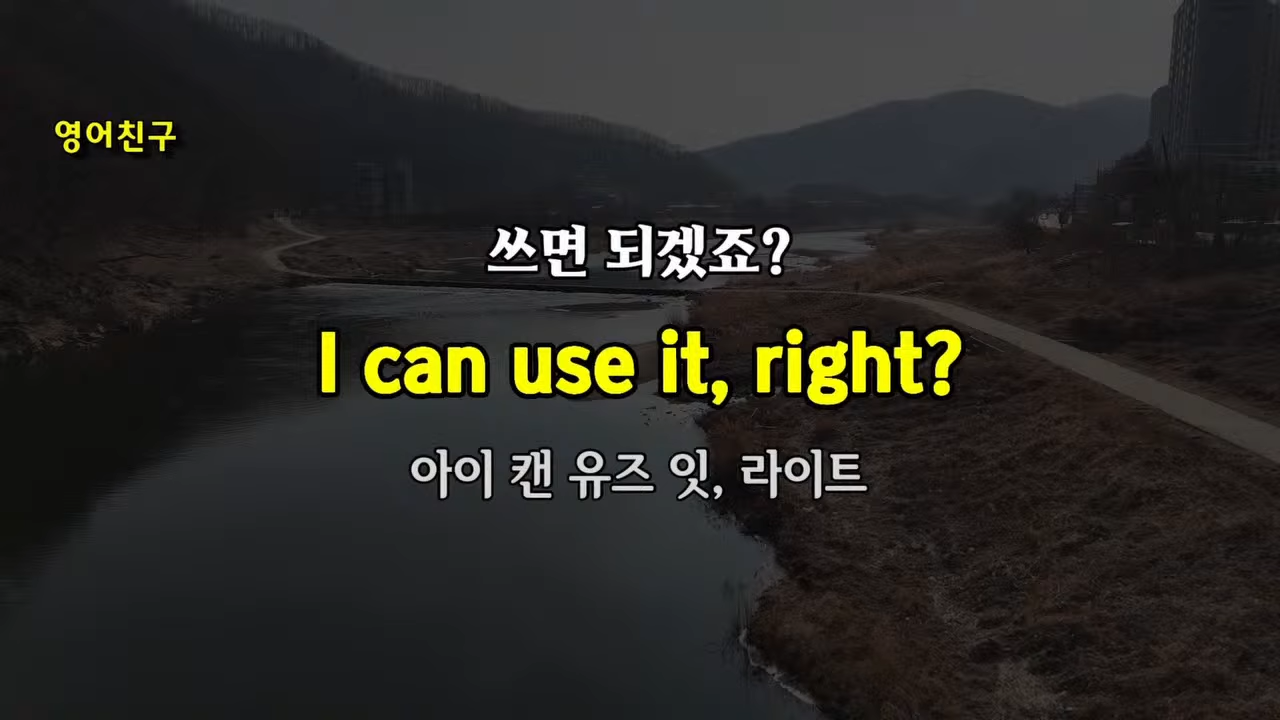 영어친구
쓰면 되겠죠?
I can use it, right?
아이 캔 유즈 잇, 라이트